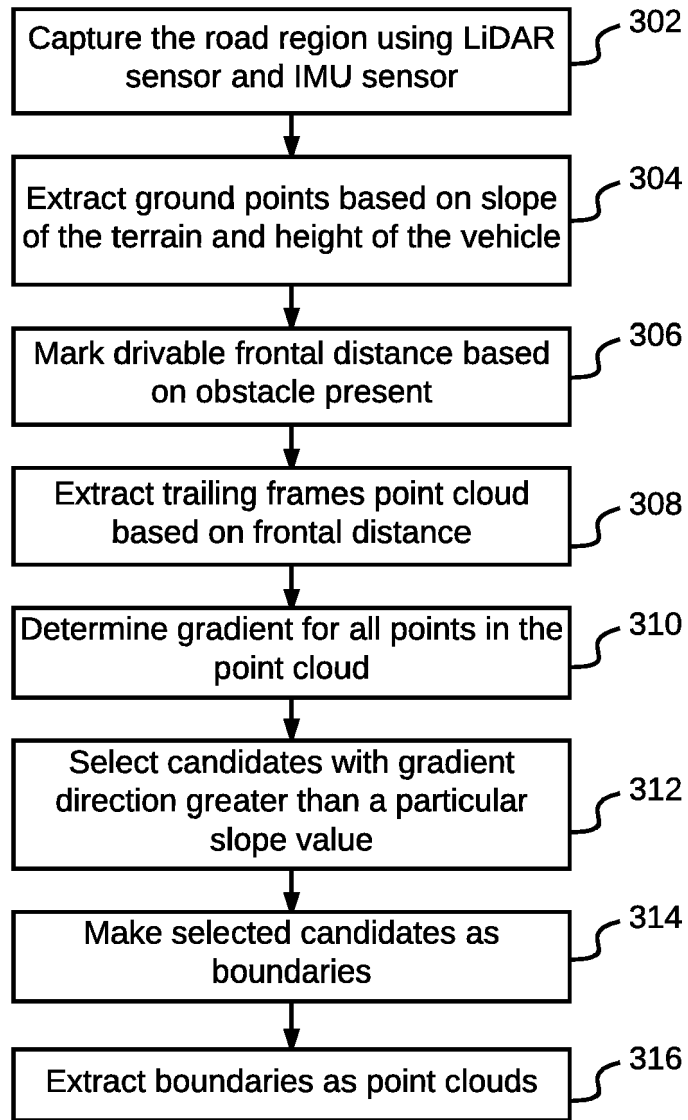 Capture the road region using LiDAR
sensor and IMU sensor
302
Extract ground points based on slope
of the terrain and height of the vehicle
304
Mark drivable frontal distance based
on obstacle present
306
Extract trailing frames point cloud
based on frontal distance
308
Determine gradient for all points in the
point cloud
310
Select candidates with gradient
direction greater than a particular
slope value
312
Make selected candidates as
boundaries
314
Extract boundaries as point clouds
316